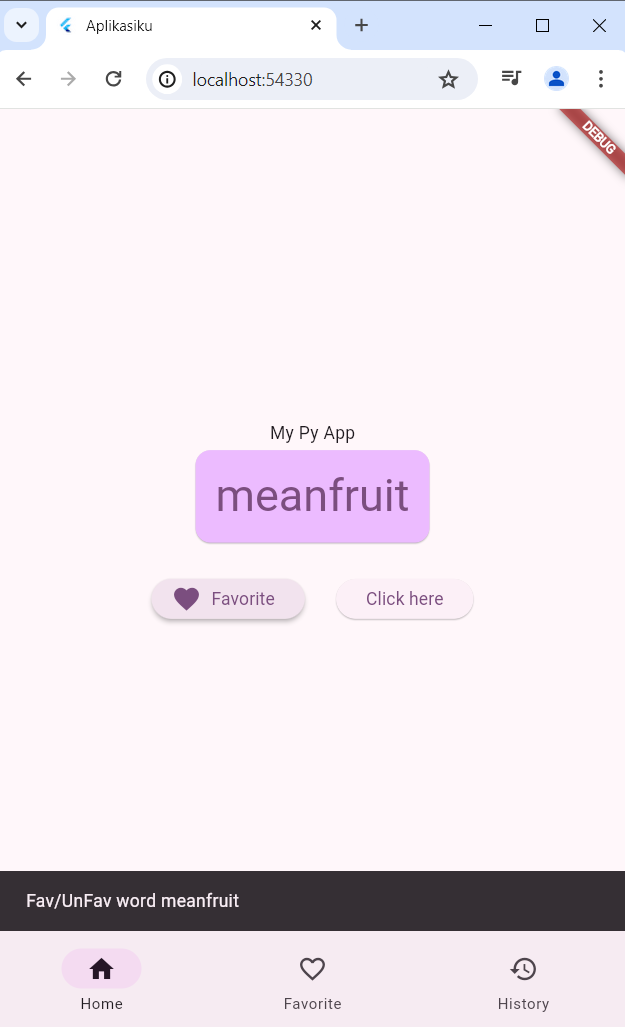 Aplikasiku
localhost:54330
DEBUG
My Py App
meanfruit
Favorite
Click here
Fav/UnFav word meanfruit
Home
Favorite
History